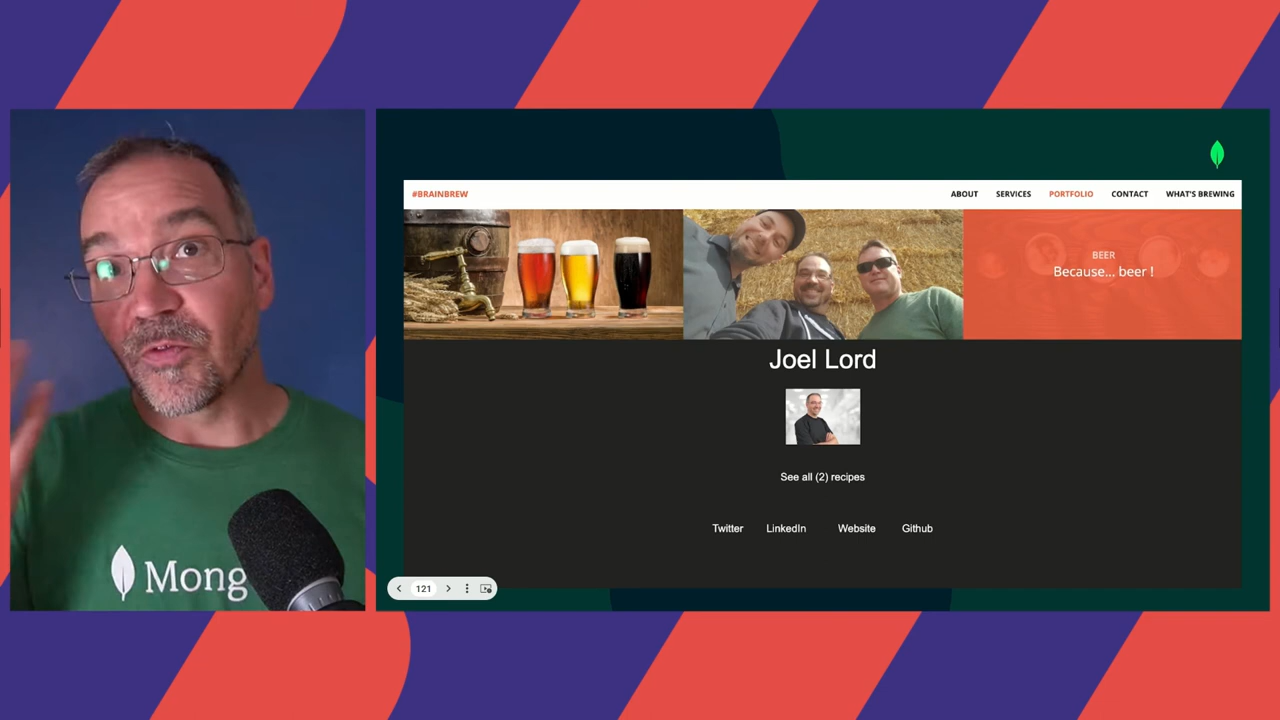 #BRAINBREW
ABOUT SERVICES PORTFOLIO CONTACT WHAT'S BREWING
BEER
Because... beer !
Joel Lord
See all (2) recipes
Twitter LinkedIn Website Github
121
Mong